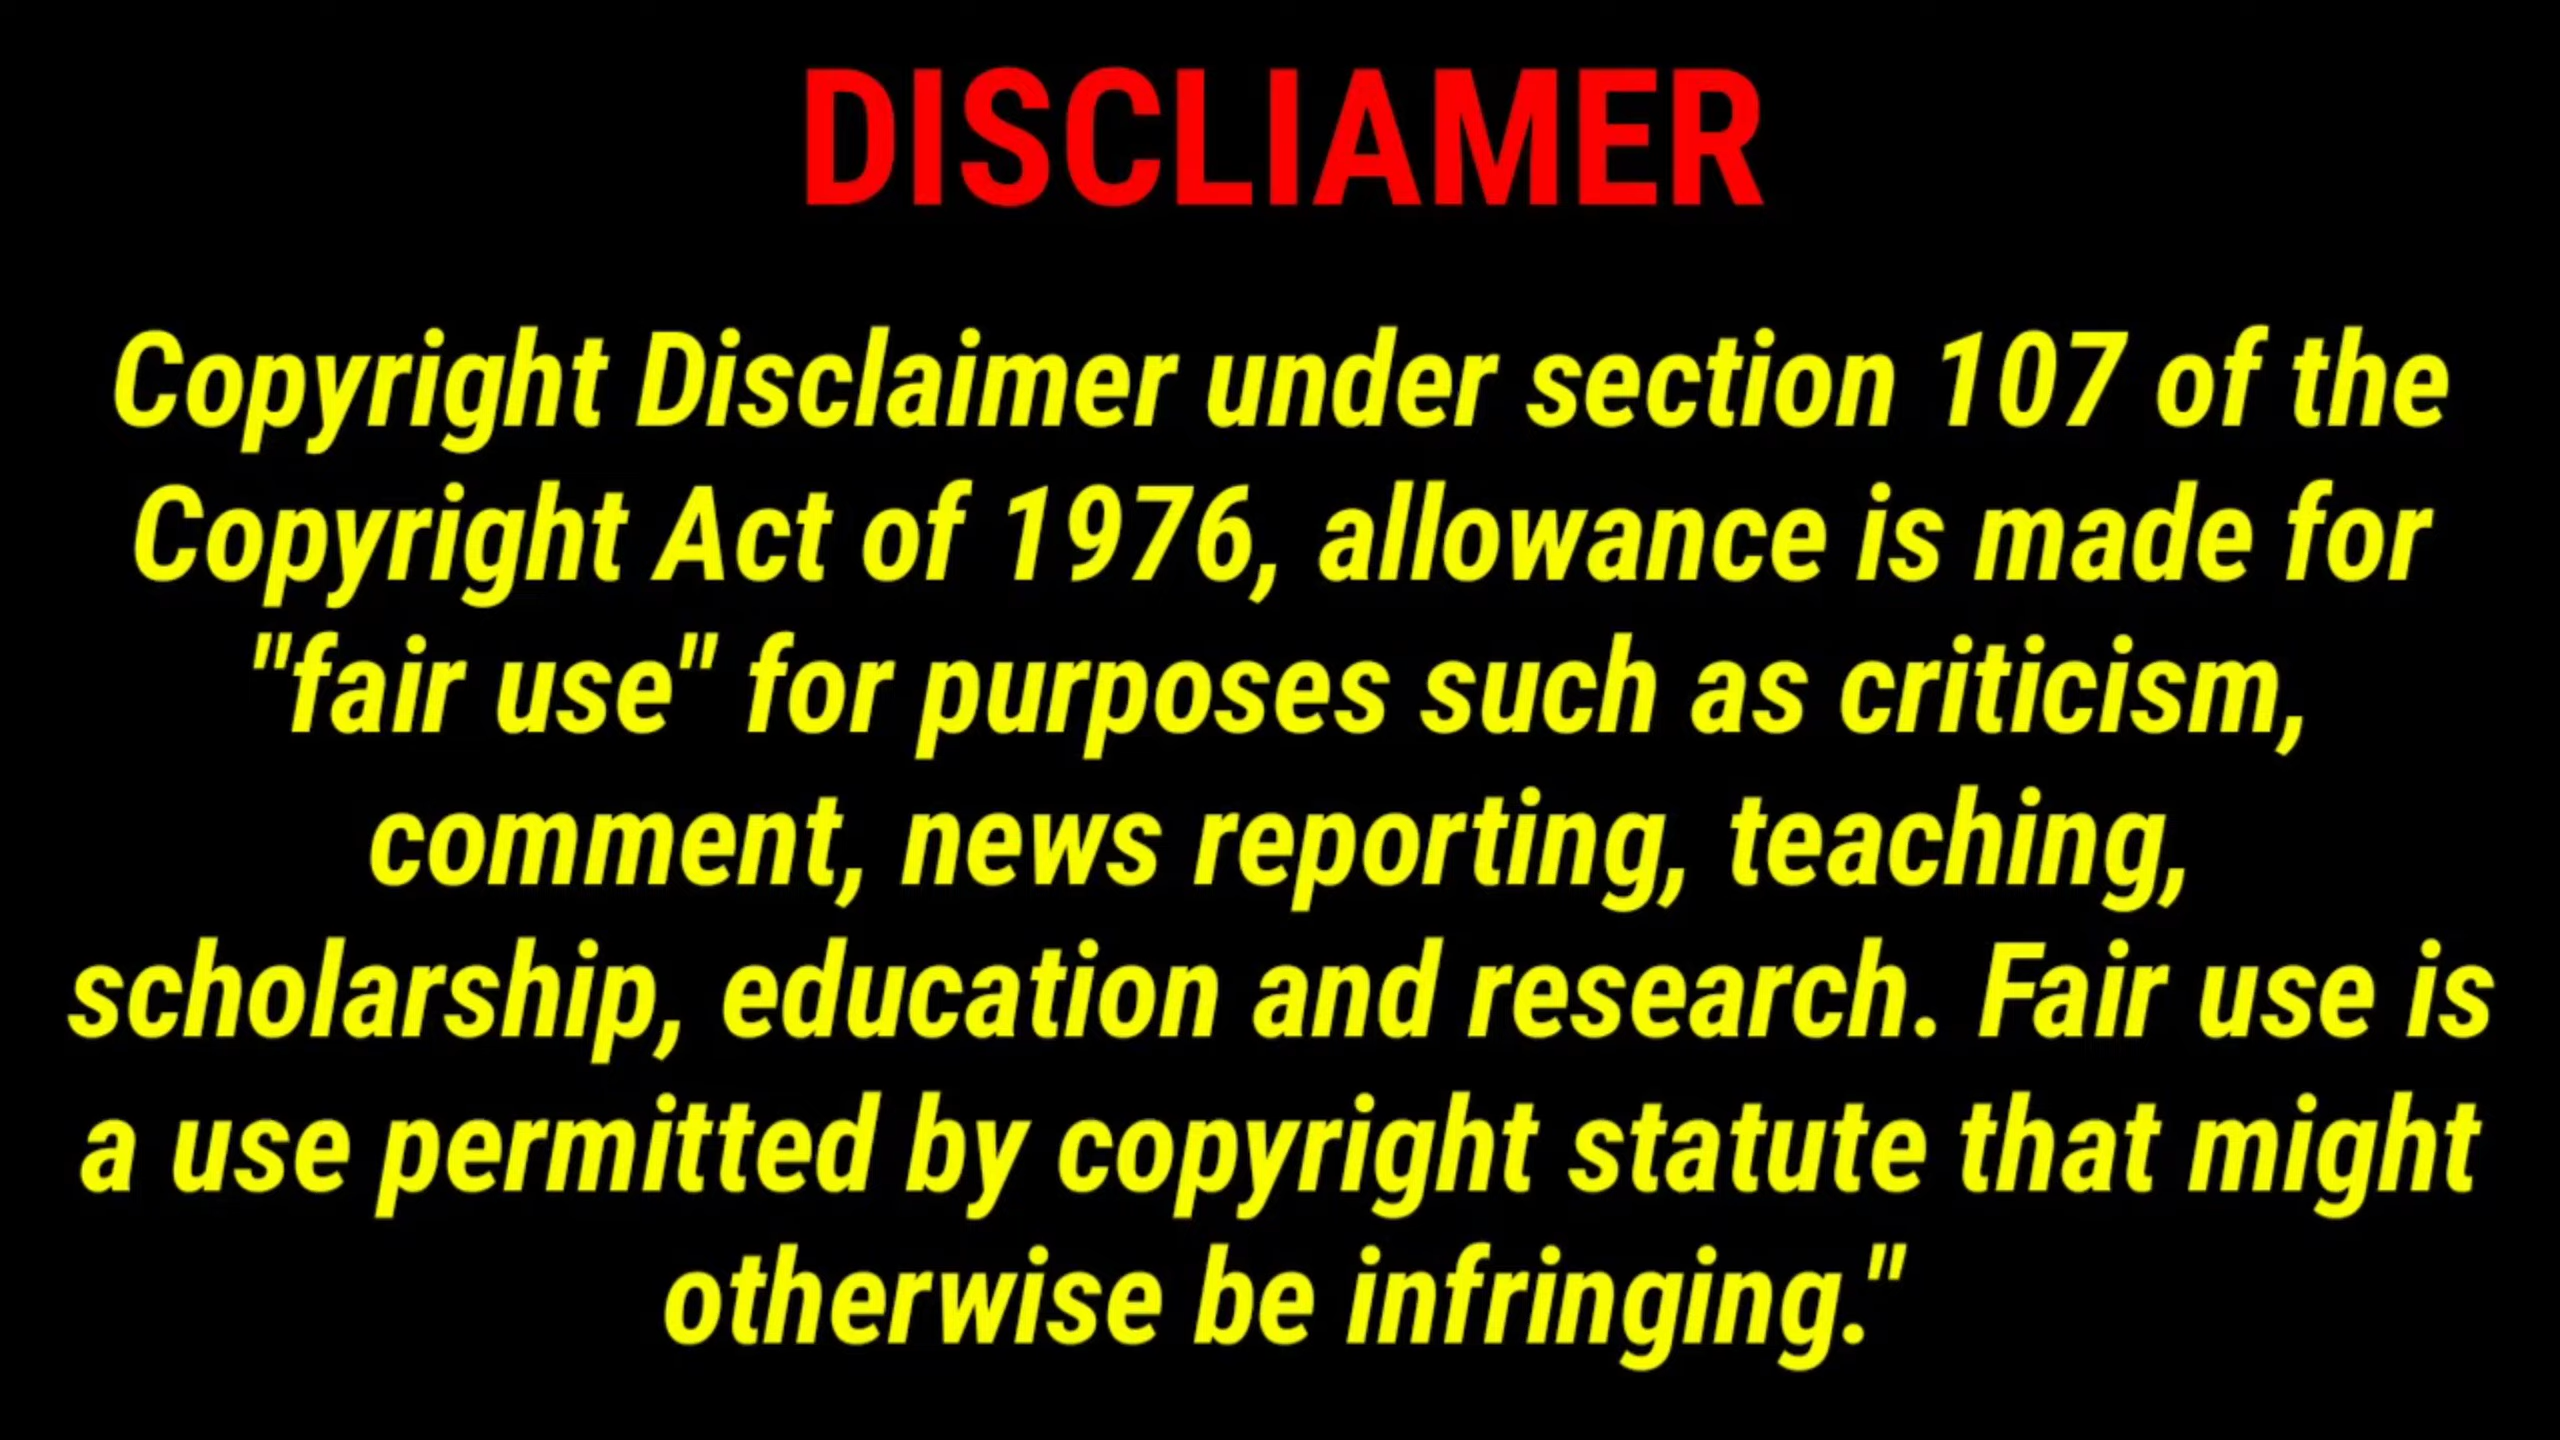 DISCLIAMER
Copyright Disclaimer under section 107 of the
Copyright Act of 1976, allowance is made for
"fair use" for purposes such as criticism,
comment, news reporting, teaching,
scholarship, education and research. Fair use is
a use permitted by copyright statute that might
otherwise be infringing."